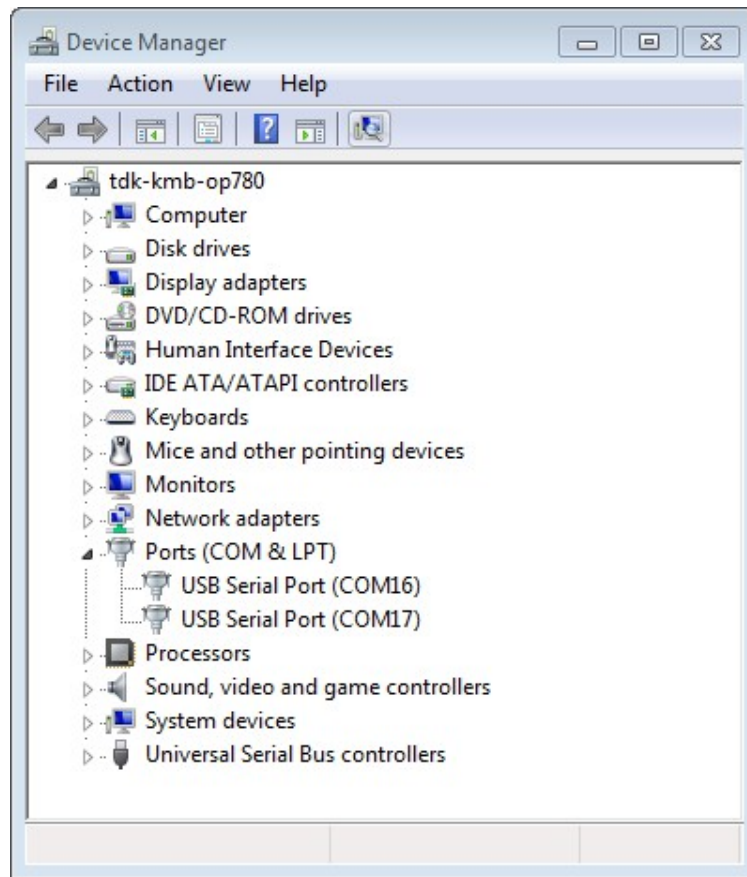 Device Manager
File Action View Help
tdk-kmb-op780
Computer
Disk drives
Display adapters
DVD/CD-ROM drives
Human Interface Devices
IDE ATA/ATAPI controllers
Keyboards
Mice and other pointing devices
Monitors
Network adapters
Ports (COM & LPT)
USB Serial Port (COM16)
USB Serial Port (COM17)
Processors
Sound, video and game controllers
System devices
Universal Serial Bus controllers